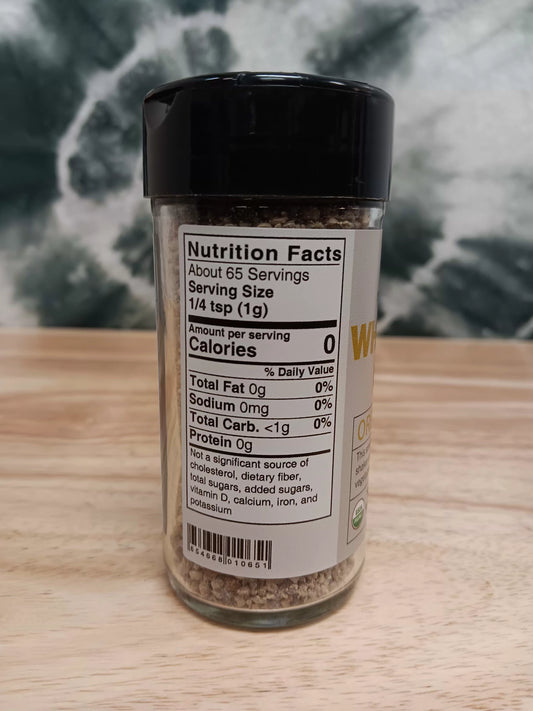 Nutrition Facts
About 65 Servings
Serving Size
1/4 tsp (1g)
Amount per serving
Calories 0
% Daily Value
Total Fat 0g 0%
Sodium 0mg 0%
Total Carb. <1g 0%
Protein 0g
Not a significant source of
cholesterol, dietary fiber,
total sugars, added sugars,
vitamin D, calcium, iron, and
potassium
010651